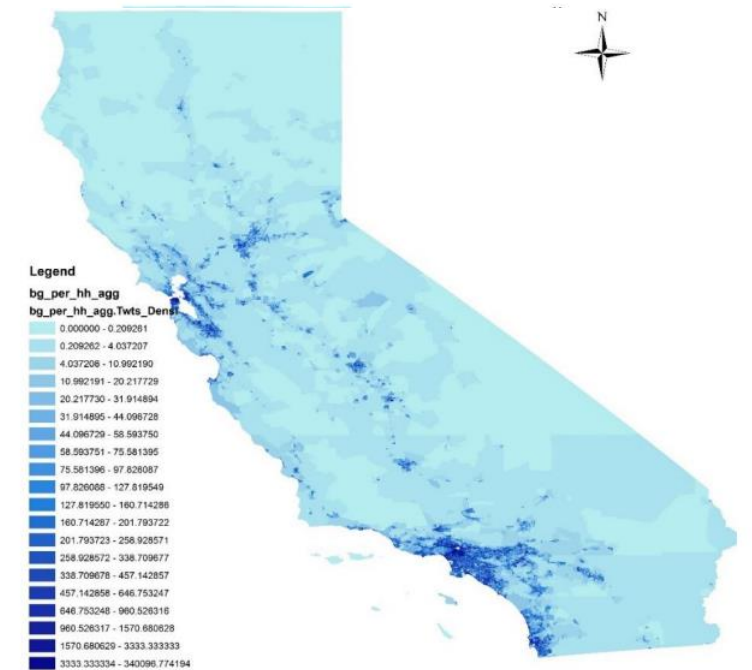 N
Legend
bg_per_hh_agg
bg_per_hh_agg.Twts_Densi
0.000000 - 0.209261
0.209262 - 4.037207
4.037208 - 10.992190
10.992191 - 20.217729
20.217730 - 31.914894
31.914895 - 44.096728
44.096729 - 58.593750
58.593751 - 75.581395
75.581396 - 97.826087
97.826088 - 127.819549
127.819550 - 160.714286
160.714287 - 201.793722
201.793723 - 258.928571
258.928572 - 338.709677
338.709678 - 457.142857
457.142858 - 646.753247
646.753248 - 960.526316
960.526317 - 1570.680628
1570.680629 - 3333.333333
3333.333334 - 340096.774194